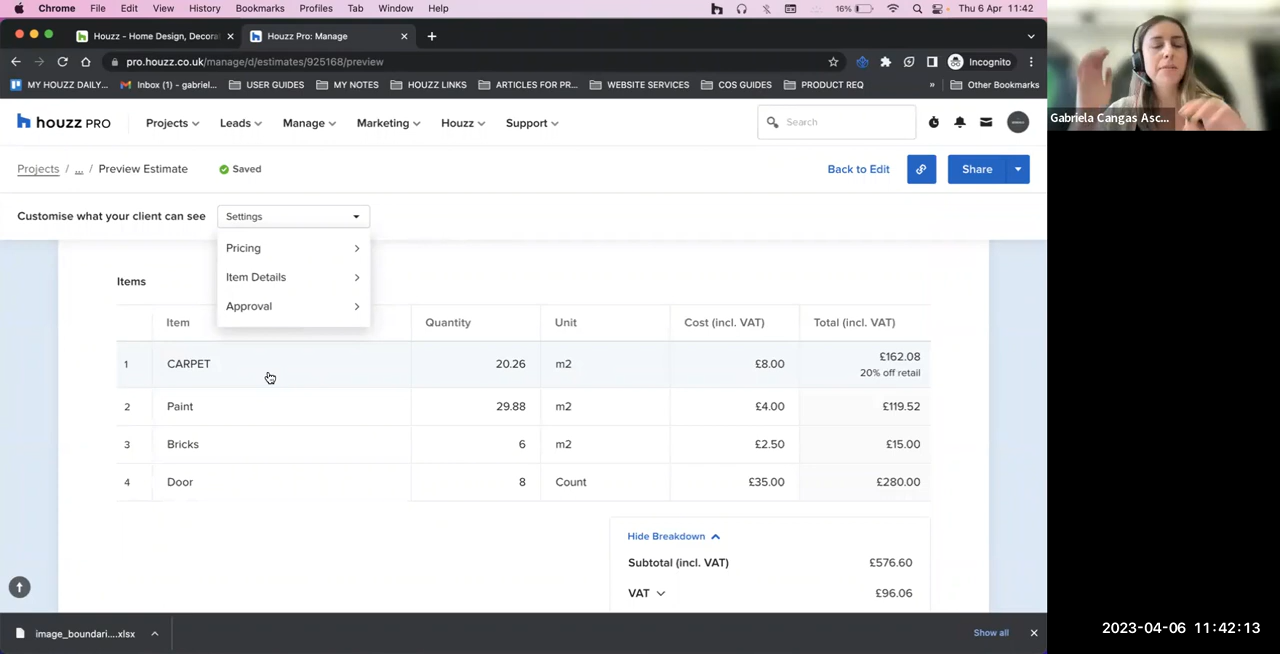 Chrome File Edit View History Bookmarks Profiles Tab Window Help 16% Thu 6 Apr 11:42
Houzz - Home Design, Decora
Houzz Pro: Manage
pro.houzz.co.uk/manage/d/estimates/925168/preview
Incognito
MY HOUZZ DAILY... Inbox (1) - gabriel... USER GUIDES MY NOTES HOUZZ LINKS ARTICLES FOR PR... WEBSITE SERVICES COS GUIDES PRODUCT REQ » Other Bookmarks
Gabriela Cangas Asc...
houzz PRO Projects Leads Manage Marketing Houzz Support Search
Projects / ... / Preview Estimate Saved Back to Edit Share
Customise what your client can see Settings
Pricing
Item Details
Approval
Items
Item Quantity Unit Cost (incl. VAT) Total (incl. VAT)
1 CARPET 20.26 m2 £8.00 £162.08
20% off retail
2 Paint 29.88 m2 £4.00 £119.52
3 Bricks 6 m2 £2.50 £15.00
4 Door 8 Count £35.00 £280.00
Hide Breakdown
Subtotal (incl. VAT) £576.60
VAT £96.06
image_boundari....xlsx Show all
2023-04-06 11:42:13